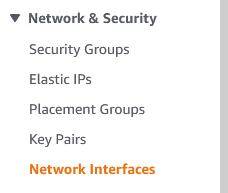 Network & Security
Security Groups
Elastic IPs
Placement Groups
Key Pairs
Network Interfaces